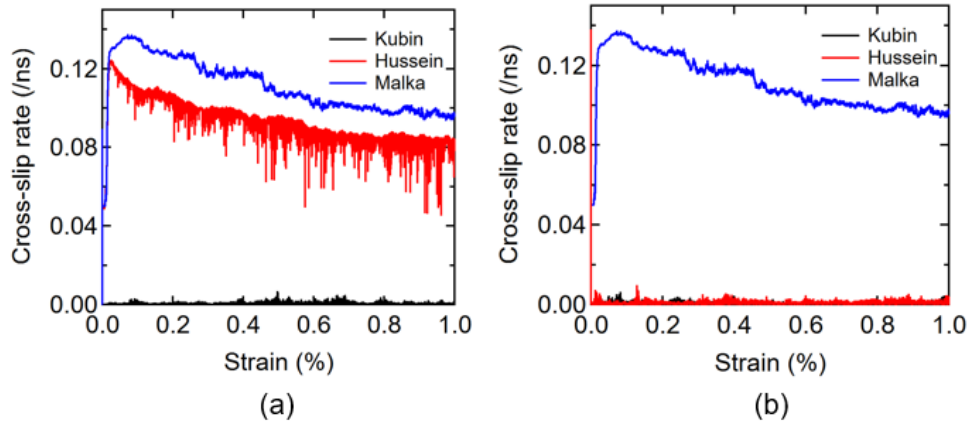 Kubin
Hussein
Malka
0.12
0.08
0.04
0.00
Cross-slip rate (/ns)
0.0 0.2 0.4 0.6 0.8 1.0
Strain (%)
(a)
Kubin
Hussein
Malka
0.12
0.08
0.04
0.00
Cross-slip rate (/ns)
0.0 0.2 0.4 0.6 0.8 1.0
Strain (%)
(b)